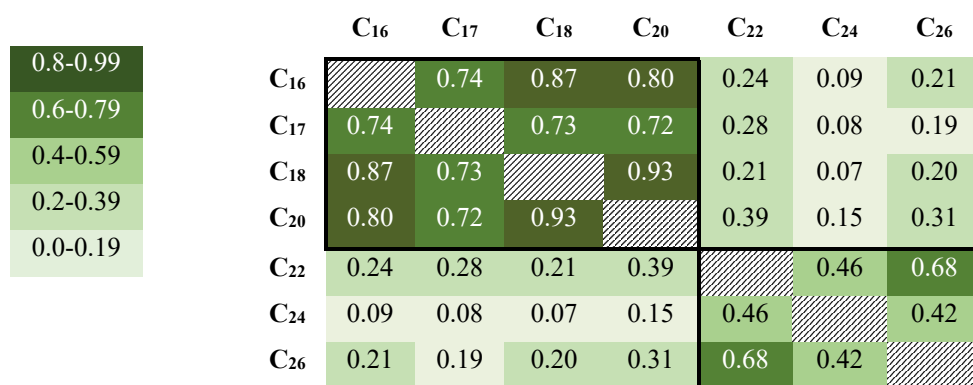 0.8-0.99
0.6-0.79
0.4-0.59
0.2-0.39
0.0-0.19
C₁₆ C₁₇ C₁₈ C₂₀ C₂₂ C₂₄ C₂₆
C₁₆ 0.74 0.87 0.80 0.24 0.09 0.21
C₁₇ 0.74 0.73 0.72 0.28 0.08 0.19
C₁₈ 0.87 0.73 0.93 0.21 0.07 0.20
C₂₀ 0.80 0.72 0.93 0.39 0.15 0.31
C₂₂ 0.24 0.28 0.21 0.39 0.46 0.68
C₂₄ 0.09 0.08 0.07 0.15 0.46 0.42
C₂₆ 0.21 0.19 0.20 0.31 0.68 0.42